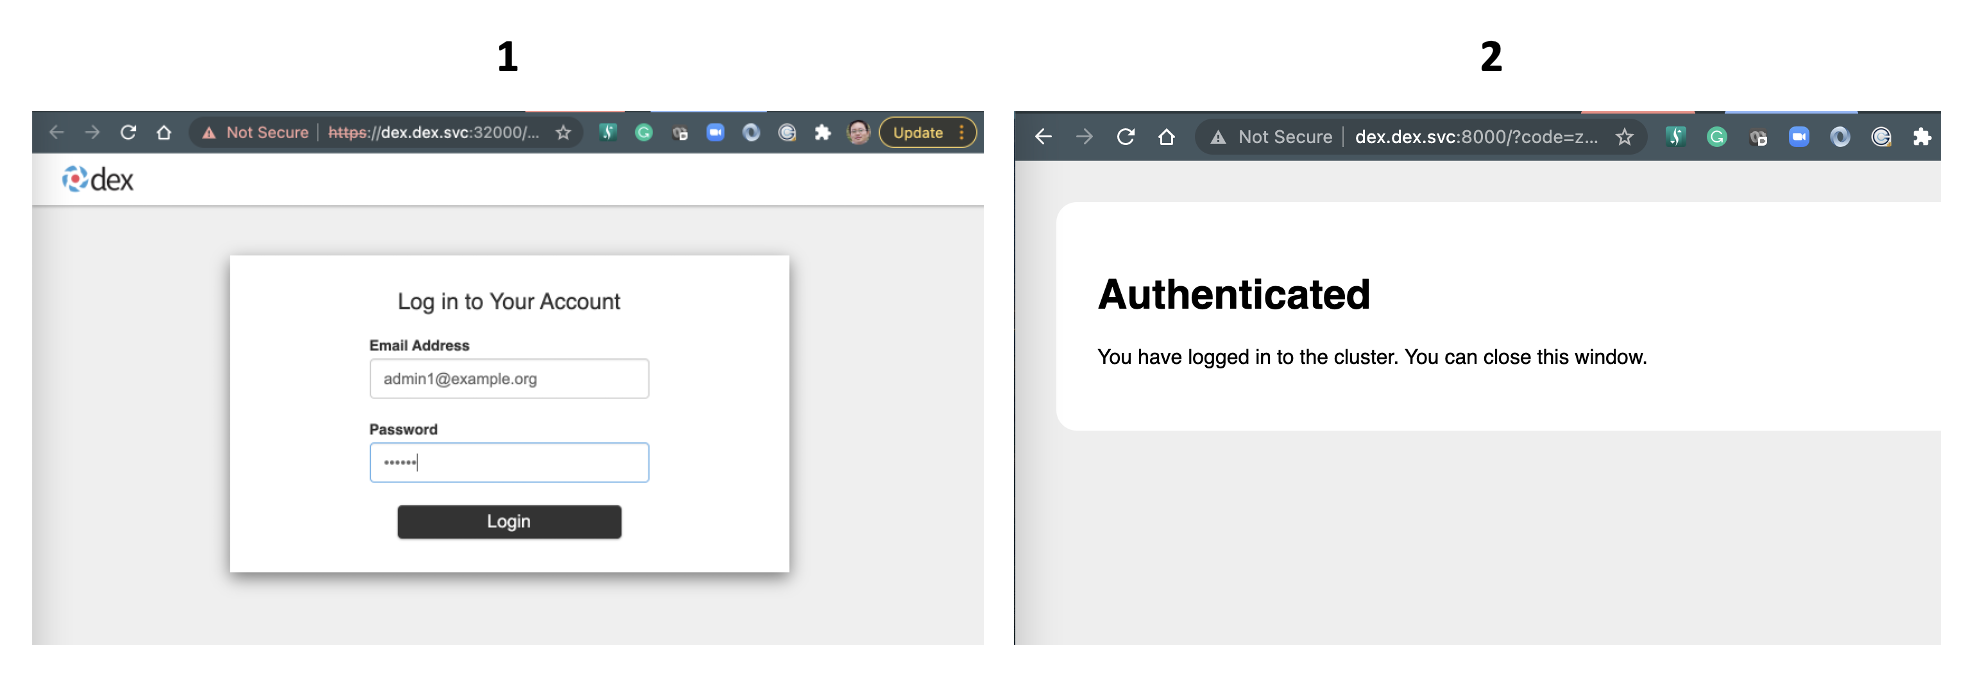 1
2
Not Secure | https://dex.dex.svc:32000/...
Update
dex
Log in to Your Account
Email Address
admin1@example.org
Password
••••••
Login
Not Secure | dex.dex.svc:8000/?code=z...
Authenticated
You have logged in to the cluster. You can close this window.